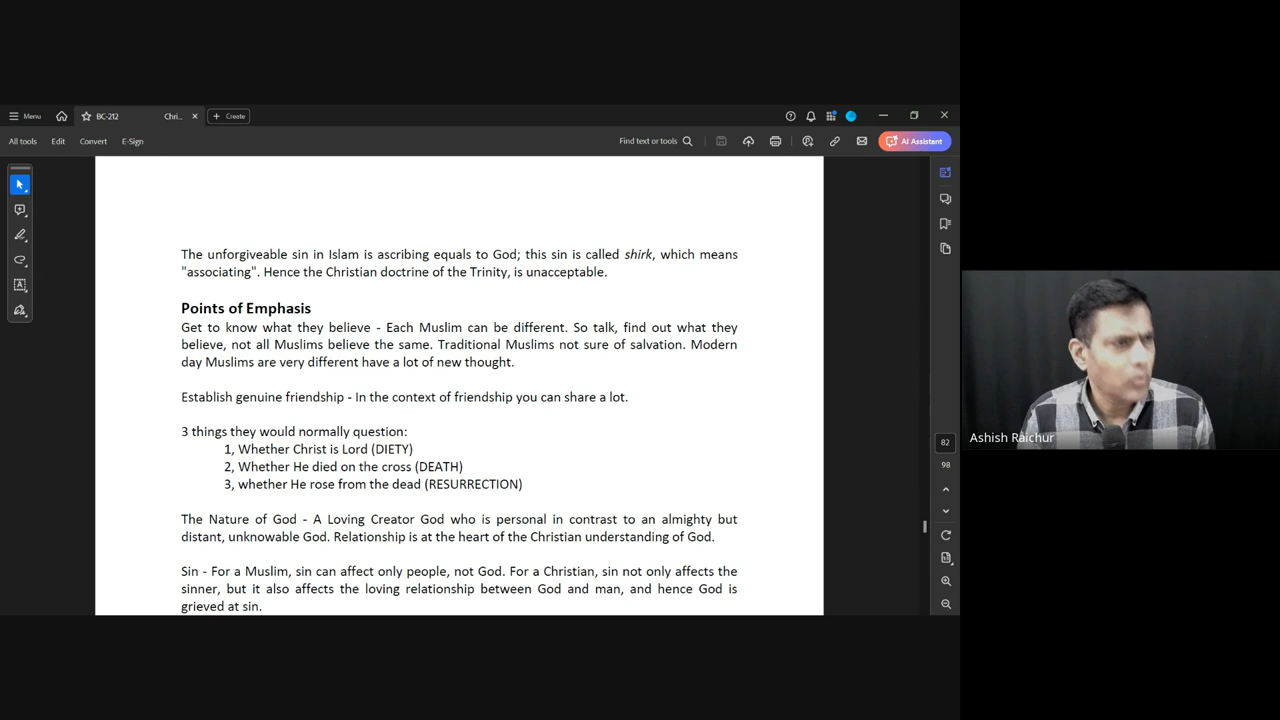 Menu
BC-212 Chri...
Create
All tools Edit Convert E-Sign
Find text or tools
AI Assistant
The unforgiveable sin in Islam is ascribing equals to God; this sin is called shirk, which means
"associating". Hence the Christian doctrine of the Trinity, is unacceptable.
Points of Emphasis
Get to know what they believe - Each Muslim can be different. So talk, find out what they
believe, not all Muslims believe the same. Traditional Muslims not sure of salvation. Modern
day Muslims are very different have a lot of new thought.
Establish genuine friendship - In the context of friendship you can share a lot.
3 things they would normally question:
1, Whether Christ is Lord (DIETY)
2, Whether He died on the cross (DEATH)
3, whether He rose from the dead (RESURRECTION)
The Nature of God - A Loving Creator God who is personal in contrast to an almighty but
distant, unknowable God. Relationship is at the heart of the Christian understanding of God.
Sin - For a Muslim, sin can affect only people, not God. For a Christian, sin not only affects the
sinner, but it also affects the loving relationship between God and man, and hence God is
grieved at sin.
82
98
Ashish Raichur